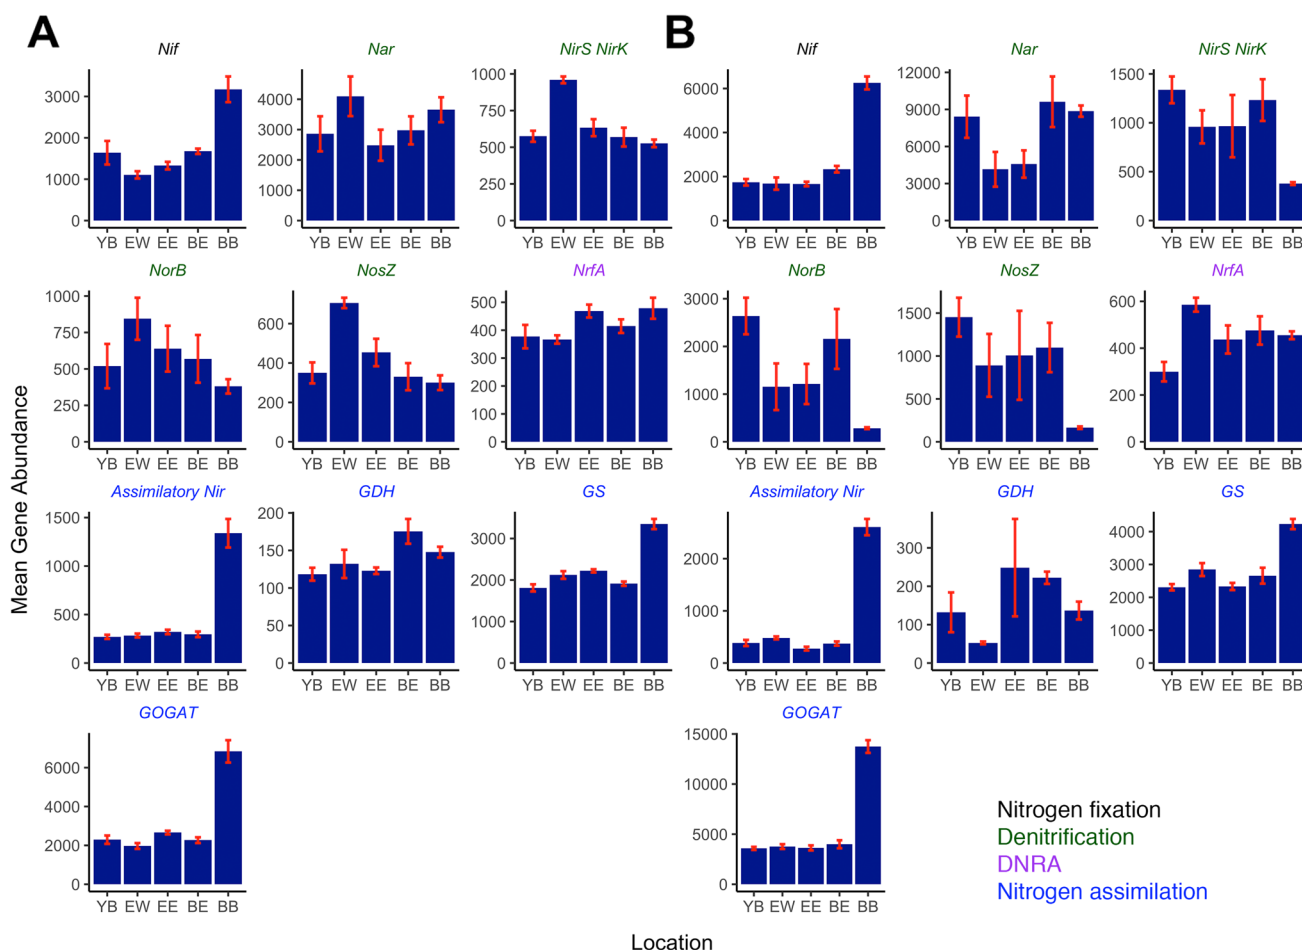 A
B
Nif
Nar
NirS NirK
Nif
Nar
NirS NirK
3000
2000
1000
0
YB EW EE BE BB
4000
3000
2000
1000
0
YB EW EE BE BB
1000
750
500
250
0
YB EW EE BE BB
6000
4000
2000
0
YB EW EE BE BB
12000
9000
6000
3000
0
YB EW EE BE BB
1500
1000
500
0
YB EW EE BE BB
NorB
NosZ
NrfA
NorB
NosZ
NrfA
1000
750
500
250
0
YB EW EE BE BB
600
400
200
0
YB EW EE BE BB
500
400
300
200
100
0
YB EW EE BE BB
3000
2000
1000
0
YB EW EE BE BB
1500
1000
500
0
YB EW EE BE BB
600
400
200
0
YB EW EE BE BB
Mean Gene Abundance
Assimilatory Nir
GDH
GS
Assimilatory Nir
GDH
GS
1500
1000
500
0
YB EW EE BE BB
200
150
100
50
0
YB EW EE BE BB
3000
2000
1000
0
YB EW EE BE BB
2000
1000
0
YB EW EE BE BB
300
200
100
0
YB EW EE BE BB
4000
3000
2000
1000
0
YB EW EE BE BB
GOGAT
GOGAT
6000
4000
2000
0
YB EW EE BE BB
15000
10000
5000
0
YB EW EE BE BB
Nitrogen fixation
Denitrification
DNRA
Nitrogen assimilation
Location